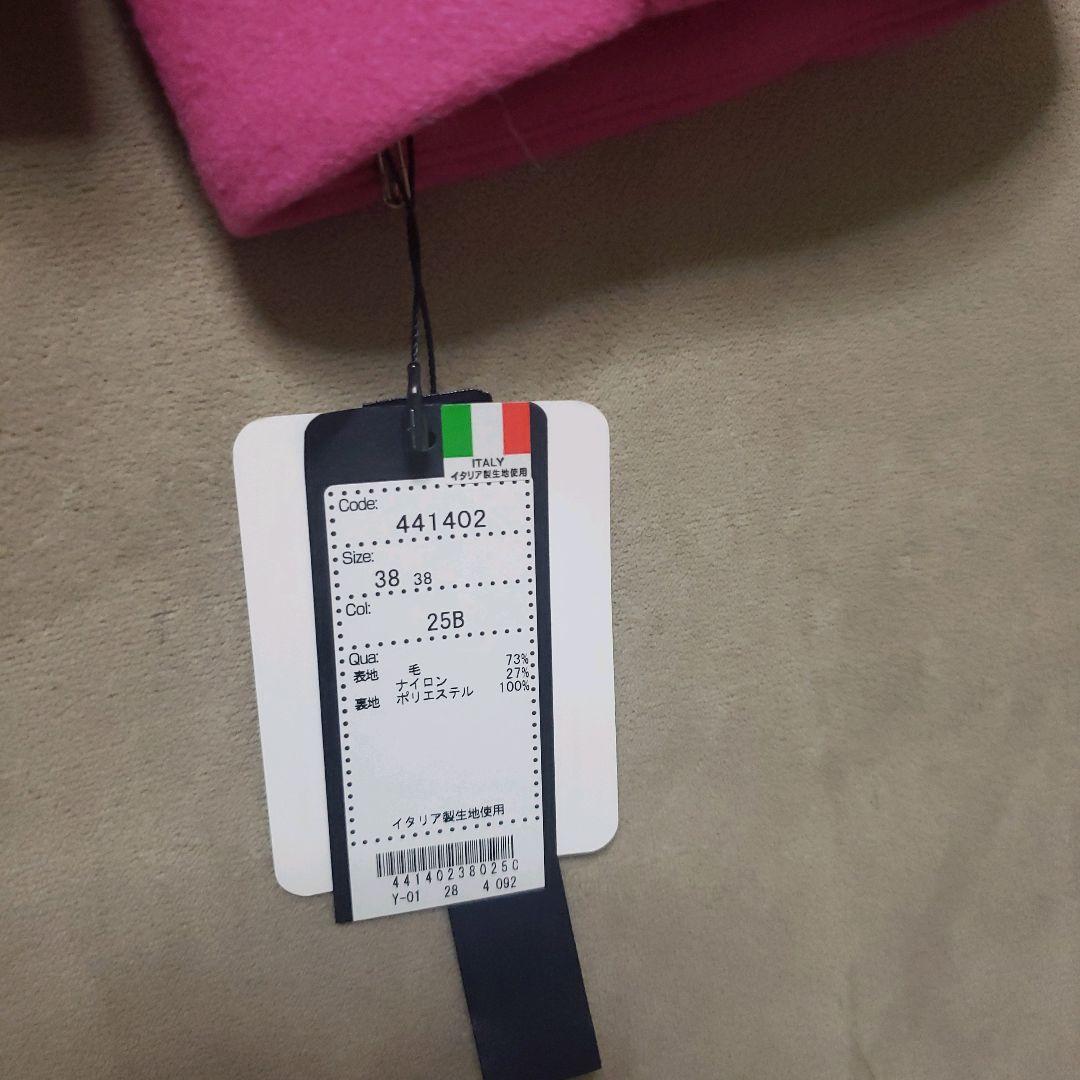 ITALY
イタリア製生地使用
Code:
441402
Size:
38 38
Col:
25B
Qua:
表地 毛 73%
ナイロン 27%
裏地 ポリエステル 100%
イタリア製生地使用
441402380250
Y-01 28 4 092